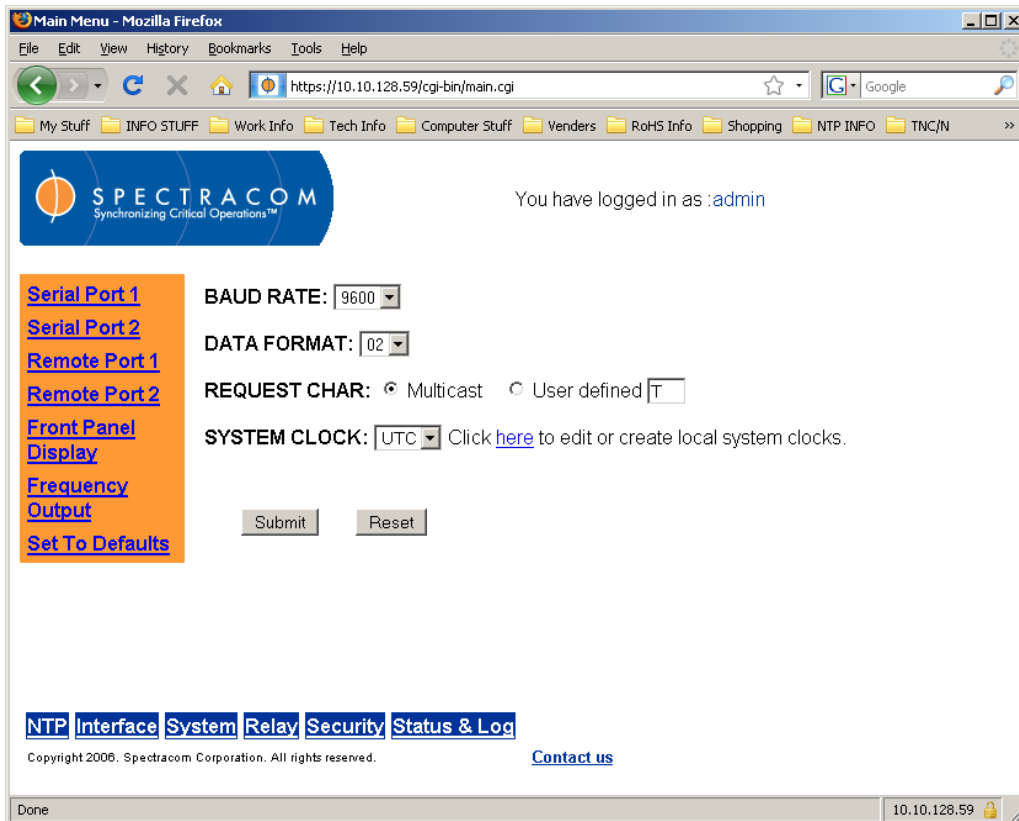 Main Menu - Mozilla Firefox
File Edit View History Bookmarks Tools Help
https://10.10.128.59/cgi-bin/main.cgi
G Google
My Stuff INFO STUFF Work Info Tech Info Computer Stuff Venders RoHS Info Shopping NTP INFO TNC/N »
SPECTRACOM
Synchronizing Critical Operations™
You have logged in as :admin
Serial Port 1
Serial Port 2
Remote Port 1
Remote Port 2
Front Panel
Display
Frequency
Output
Set To Defaults
BAUD RATE: 9600
DATA FORMAT: 02
REQUEST CHAR: Multicast User defined T
SYSTEM CLOCK: UTC Click here to edit or create local system clocks.
Submit Reset
NTP Interface System Relay Security Status & Log
Copyright 2006. Spectracom Corporation. All rights reserved.
Contact us
Done
10.10.128.59